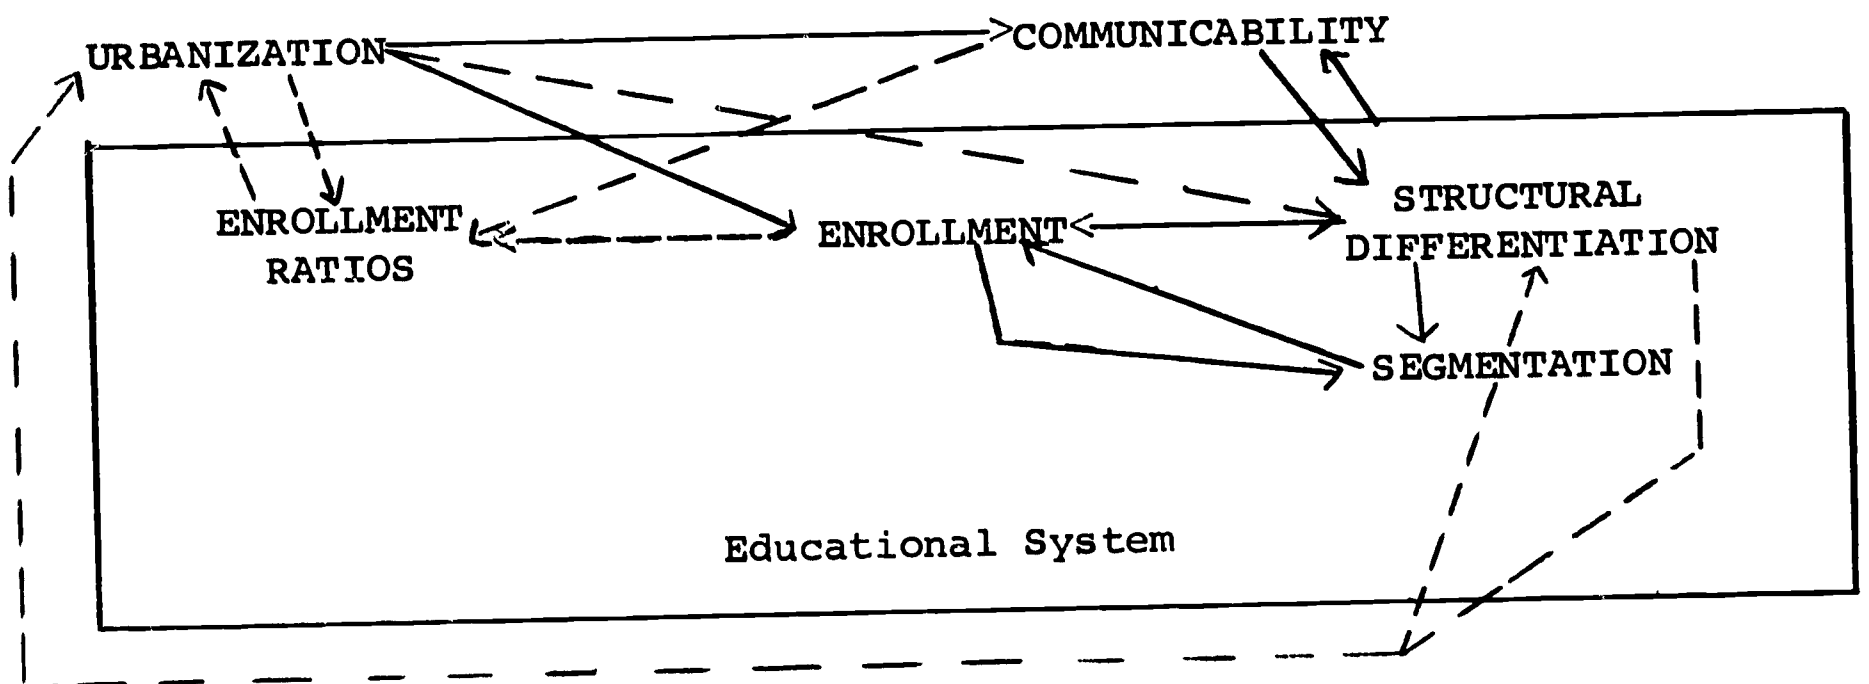 URBANIZATION
COMMUNICABILITY
ENROLLMENT
RATIOS
ENROLLMENT
STRUCTURAL
DIFFERENTIATION
SEGMENTATION
Educational System